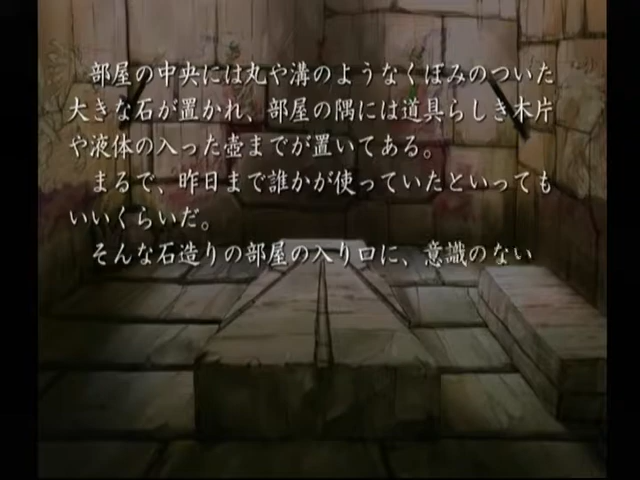 部屋の中央には丸や溝のようなくぼみのついた
大きな石が置かれ、部屋の隅には道具らしき木片
や液体の入った壺までが置いてある。
　まるで、昨日まで誰かが使っていたといっても
いいくらいだ。
　そんな石造りの部屋の入り口に、意識のない